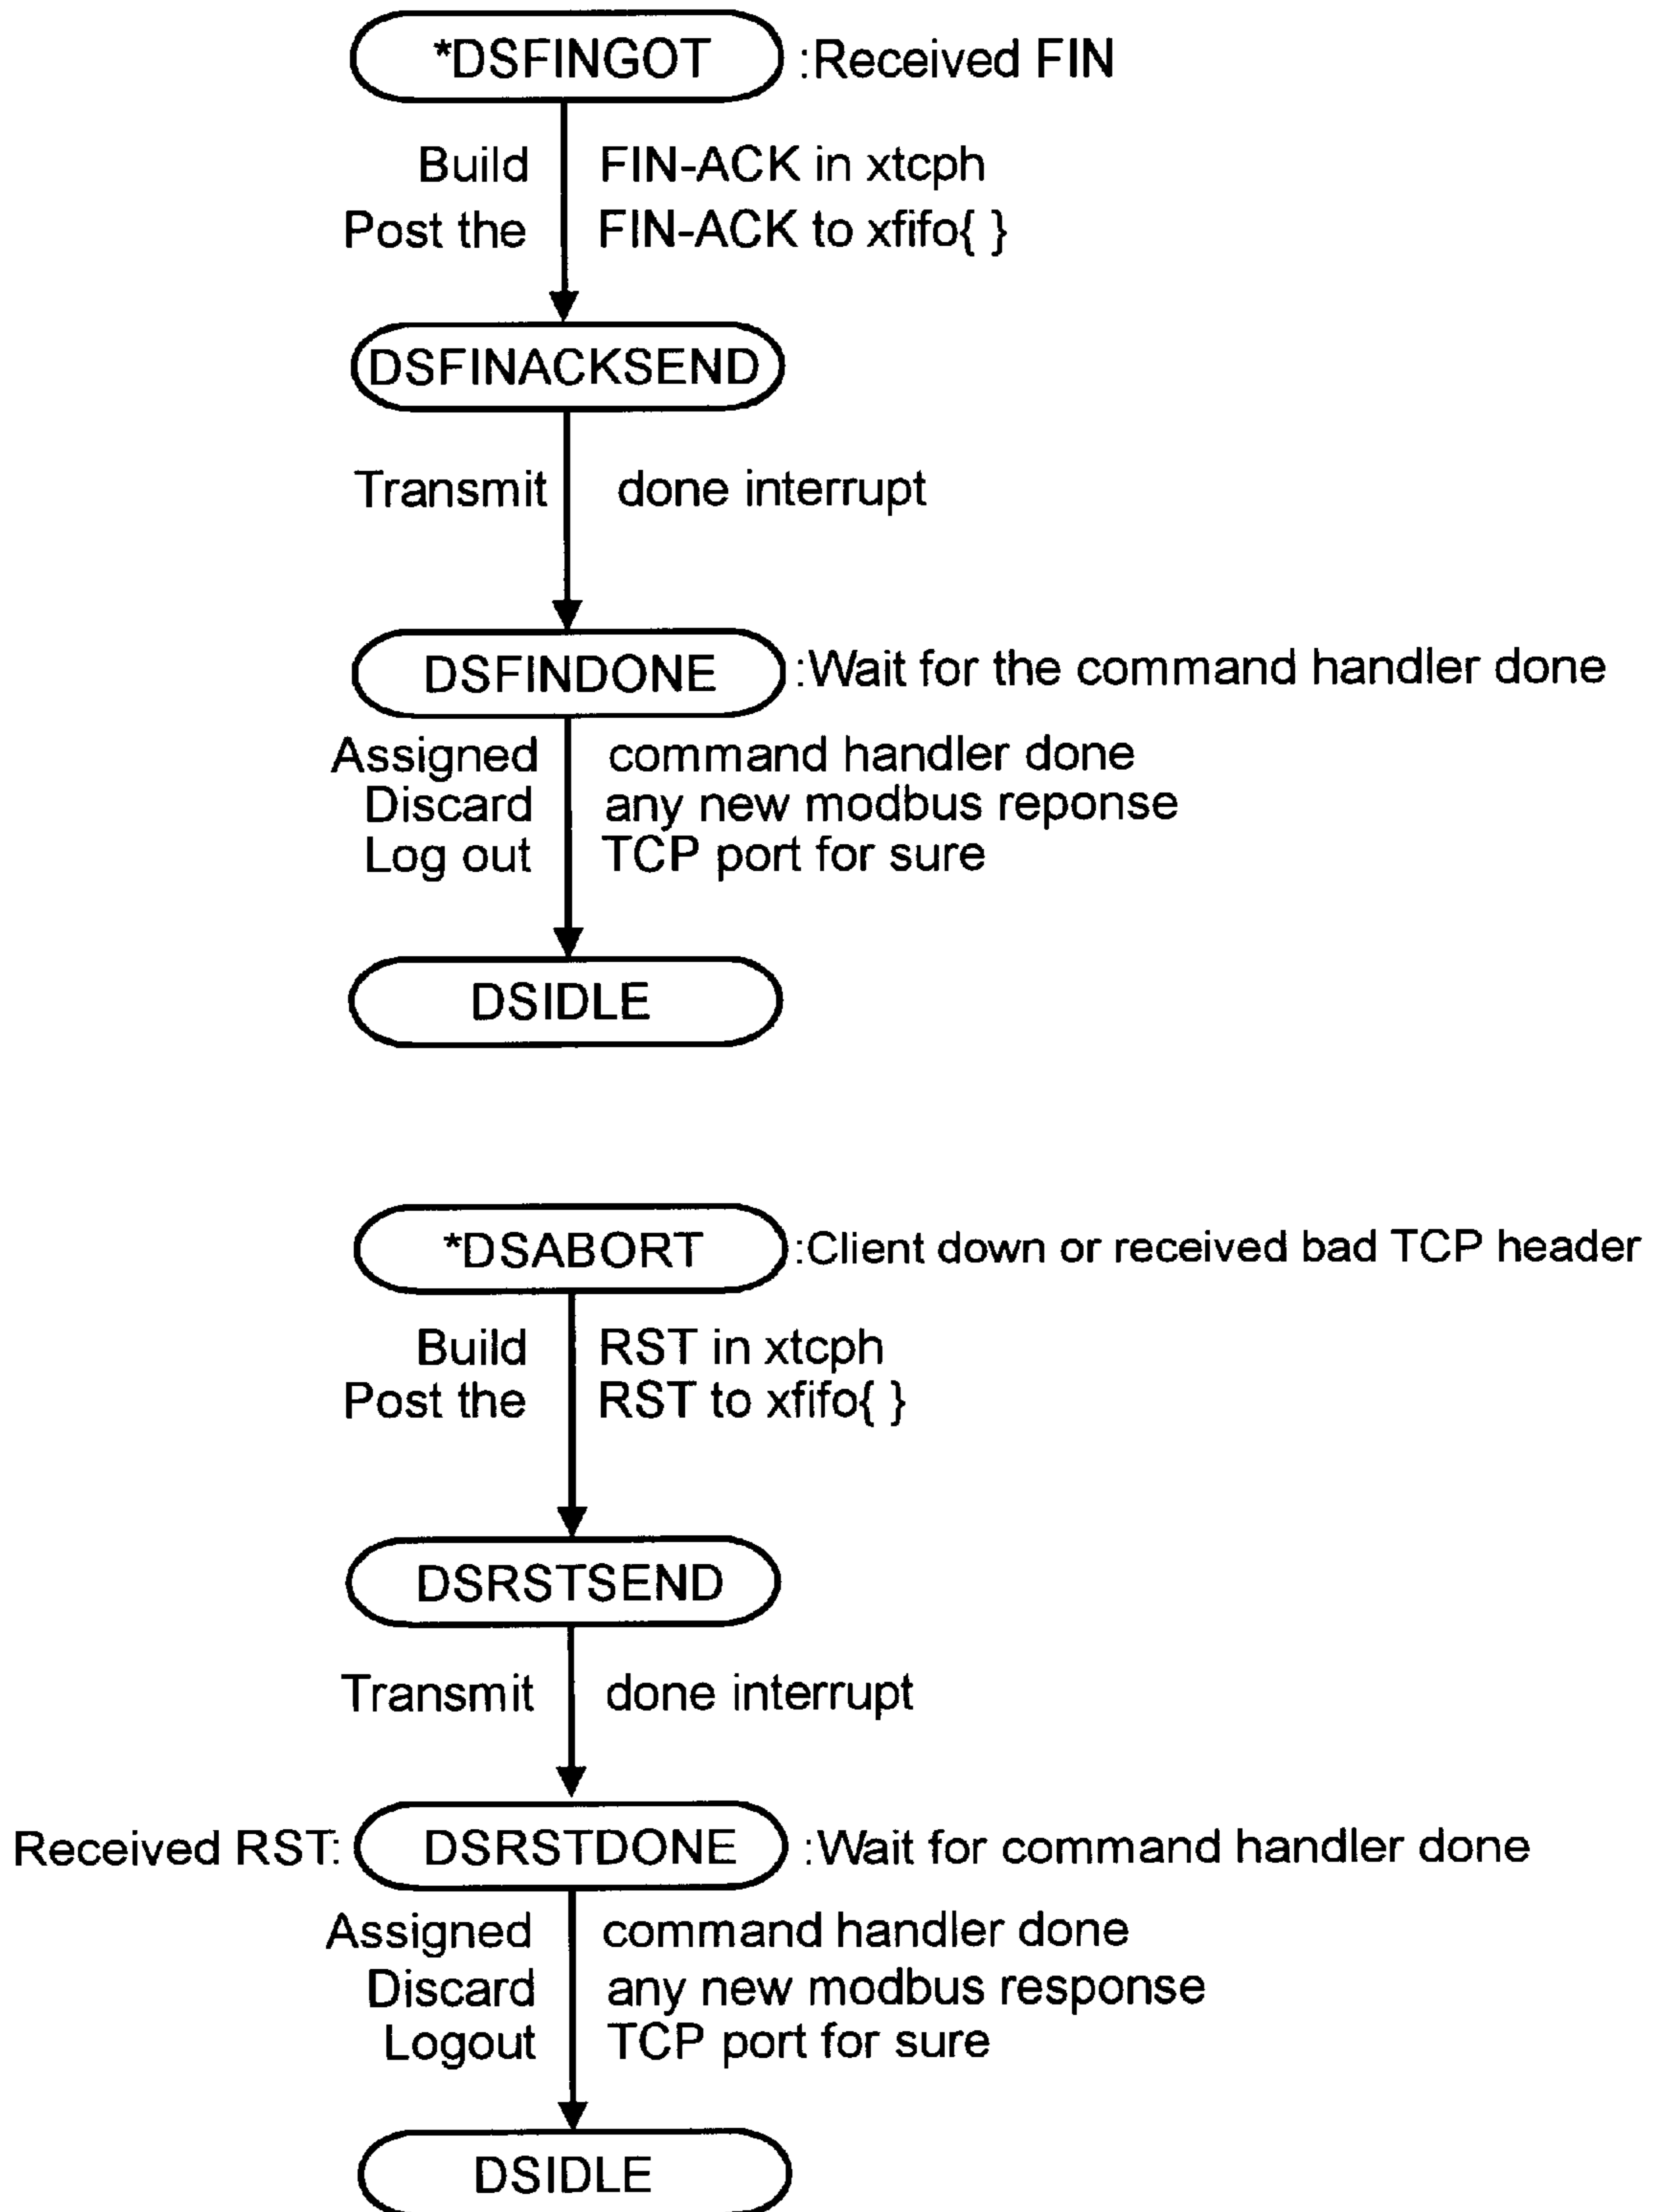 *DSFINGOT :Received FIN
Build FIN-ACK in xtcph
Post the FIN-ACK to xfifo{ }
DSFINACKSEND
Transmit done interrupt
DSFINDONE :Wait for the command handler done
Assigned command handler done
Discard any new modbus reponse
Log out TCP port for sure
DSIDLE
*DSABORT :Client down or received bad TCP header
Build RST in xtcph
Post the RST to xfifo{ }
DSRSTSEND
Transmit done interrupt
Received RST: DSRSTDONE :Wait for command handler done
Assigned command handler done
Discard any new modbus response
Logout TCP port for sure
DSIDLE